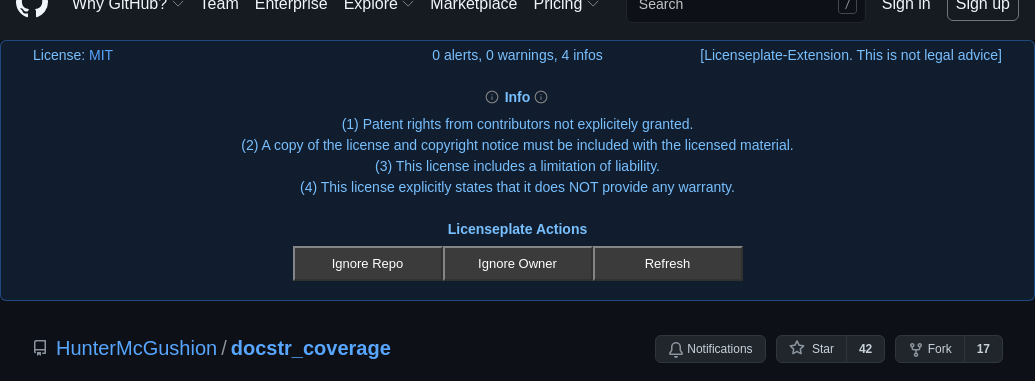 Why GitHub? Team Enterprise Explore Marketplace Pricing Search / Sign in Sign up
License: MIT 0 alerts, 0 warnings, 4 infos [Licenseplate-Extension. This is not legal advice]
Info
(1) Patent rights from contributors not explicitely granted.
(2) A copy of the license and copyright notice must be included with the licensed material.
(3) This license includes a limitation of liability.
(4) This license explicitly states that it does NOT provide any warranty.
Licenseplate Actions
Ignore Repo Ignore Owner Refresh
HunterMcGushion / docstr_coverage Notifications Star 42 Fork 17